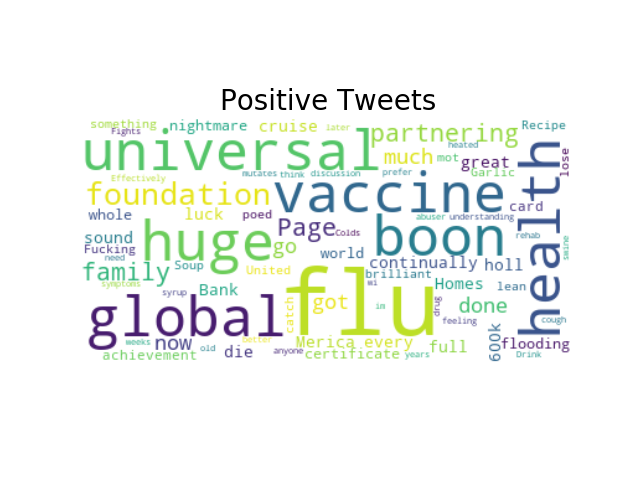 Positive Tweets
something
nightmare
cruise
later
partnering
Recipe
Fights
universal
much
mot
great
heated
lose
Effectively
mutates
think
discussion
prefer
Garlic
foundation
vaccine
health
whole
luck
poed
card
abuser
understanding
huge
Page
Colds
boon
sound
go
rehab
swine
Fucking
world
need
family
Soup
United
continually
holl
brilliant
symptoms
syrup
Bank
wi
Homes
lean
global
flu
catch
got
im
drug
done
feeling
cough
600k
weeks
now
better
Merica
every
full
flooding
achievement
old
die
anyone
certificate
years
Drink